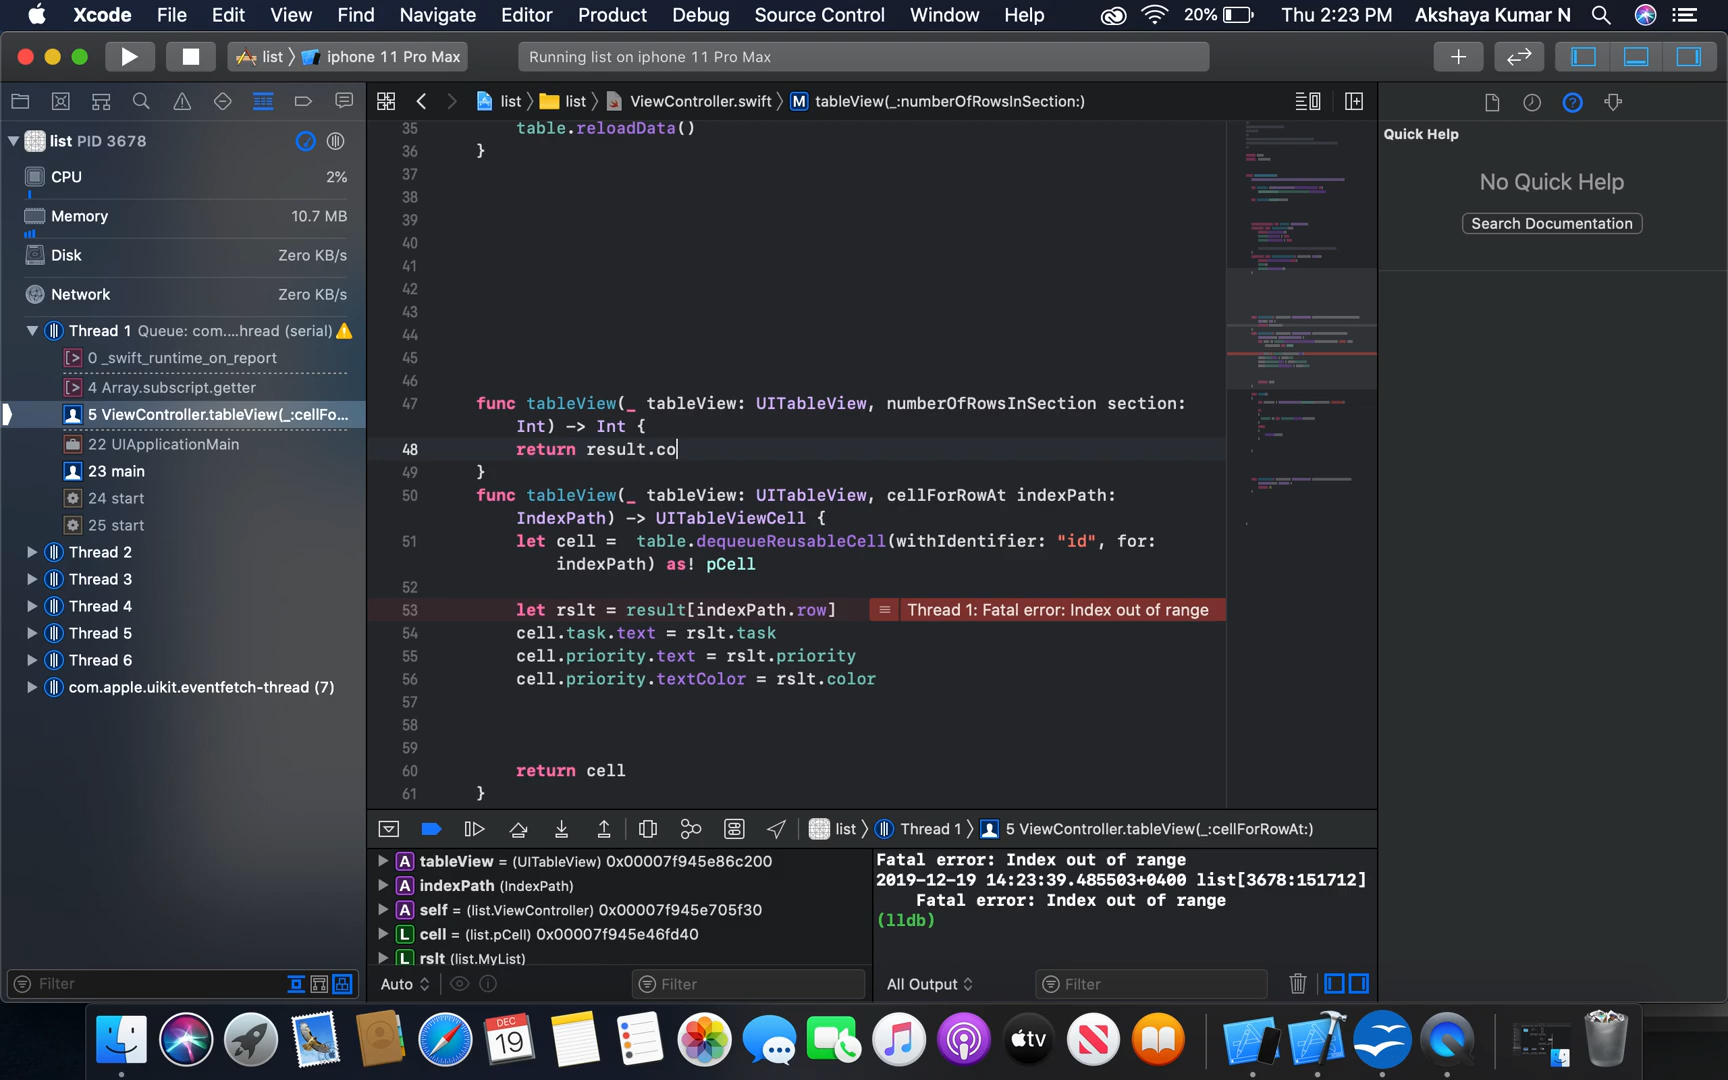 Xcode File Edit View Find Navigate Editor Product Debug Source Control Window Help 20% Thu 2:23 PM Akshaya Kumar N
list iphone 11 Pro Max Running list on iphone 11 Pro Max
list list ViewController.swift M tableView(_:numberOfRowsInSection:)
list PID 3678
CPU 2%
Memory 10.7 MB
Disk Zero KB/s
Network Zero KB/s
Thread 1 Queue: com....hread (serial)
0 _swift_runtime_on_report
4 Array.subscript.getter
5 ViewController.tableView(_:cellFo...
22 UIApplicationMain
23 main
24 start
25 start
Thread 2
Thread 3
Thread 4
Thread 5
Thread 6
com.apple.uikit.eventfetch-thread (7)
Filter
35 table.reloadData()
36 }
37
38
39
40
41
42
43
44
45
46
47 func tableView(_ tableView: UITableView, numberOfRowsInSection section:
Int) -> Int {
48 return result.co
49 }
50 func tableView(_ tableView: UITableView, cellForRowAt indexPath:
IndexPath) -> UITableViewCell {
51 let cell = table.dequeueReusableCell(withIdentifier: "id", for:
indexPath) as! pCell
52
53 let rslt = result[indexPath.row] Thread 1: Fatal error: Index out of range
54 cell.task.text = rslt.task
55 cell.priority.text = rslt.priority
56 cell.priority.textColor = rslt.color
57
58
59
60 return cell
61 }
Quick Help
No Quick Help
Search Documentation
list Thread 1 5 ViewController.tableView(_:cellForRowAt:)
A tableView = (UITableView) 0x00007f945e86c200
A indexPath (IndexPath)
A self = (list.ViewController) 0x00007f945e705f30
L cell = (list.pCell) 0x00007f945e46fd40
L rslt (list.MyList)
Auto Filter
Fatal error: Index out of range
2019-12-19 14:23:39.485503+0400 list[3678:151712]
Fatal error: Index out of range
(lldb)
All Output Filter
DEC
19
tv